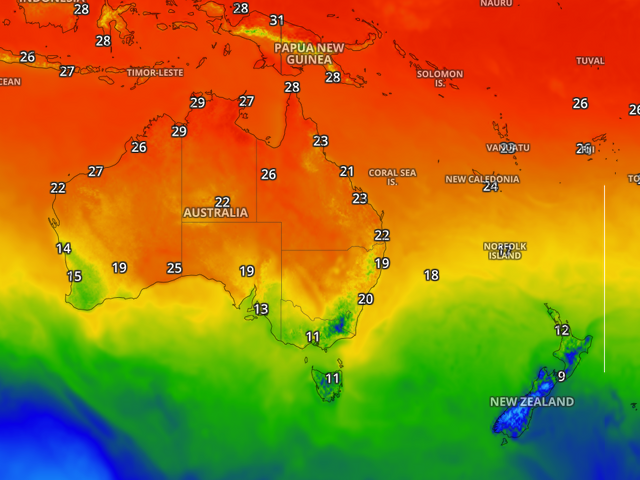 INDONESIA
NAURU
28
28
31
28
PAPUA NEW
GUINEA
26
27
TIMOR-LESTE
28
SOLOMON
IS.
TUVAL
28
29
27
26
26
29
26
23
VANUATU
27
26
21
CORAL SEA
IS.
22
NEW CALEDONIA
24
23
22
AUSTRALIA
22
14
NORFOLK
ISLAND
15
19
25
19
19
18
13
20
11
12
11
9
NEW ZEALAND